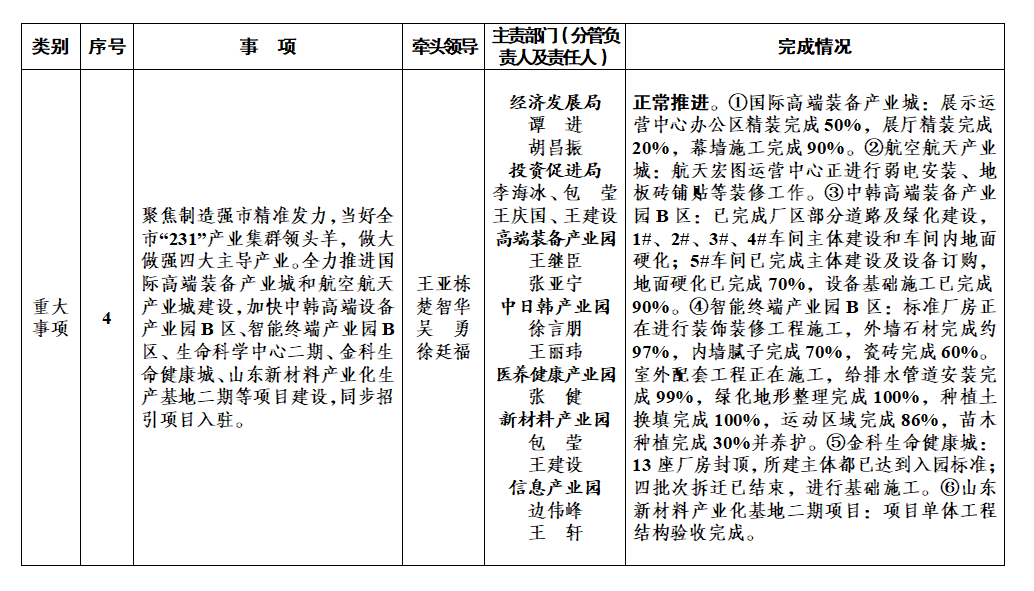 类别
序号
事 项
牵头领导
主责部门（分管负
责人及责任人）
完成情况
重大
事项
4
聚焦制造强市精准发力，当好全
市“231”产业集群领头羊，做大
做强四大主导产业。全力推进国
际高端装备产业城和航空航天
产业城建设，加快中韩高端设备
产业园B区、智能终端产业园B
区、生命科学中心二期、金科生
命健康城、山东新材料产业化生
产基地二期等项目建设，同步招
引项目入驻。
王亚栋
楚智华
吴 勇
徐廷福
经济发展局
谭 进
胡昌振
投资促进局
李海冰、包 莹
王庆国、王建设
高端装备产业园
王继臣
张亚宁
中日韩产业园
徐言朋
王丽玮
医养健康产业园
张 健
新材料产业园
包 莹
王建设
信息产业园
边伟峰
王 轩
正常推进。①国际高端装备产业城：展示运
营中心办公区精装完成50%，展厅精装完成
20%，幕墙施工完成90%。②航空航天产业
城：航天宏图运营中心正进行弱电安装、地
板砖铺贴等装修工作。③中韩高端装备产业
园B区：已完成厂区部分道路及绿化建设，
1#、2#、3#、4#车间主体建设和车间内地面
硬化；5#车间已完成主体建设及设备订购，
地面硬化已完成70%，设备基础施工已完成
90%。④智能终端产业园B区：标准厂房正
在进行装饰装修工程施工，外墙石材完成约
97%，内墙腻子完成70%，瓷砖完成60%。
室外配套工程正在施工，给排水管道安装完
成99%，绿化地形整理完成100%，种植土
换填完成100%，运动区域完成86%，苗木
种植完成30%并养护。⑤金科生命健康城：
13座厂房封顶，所建主体都已达到入园标准；
四批次拆迁已结束，进行基础施工。⑥山东
新材料产业化基地二期项目：项目单体工程
结构验收完成。